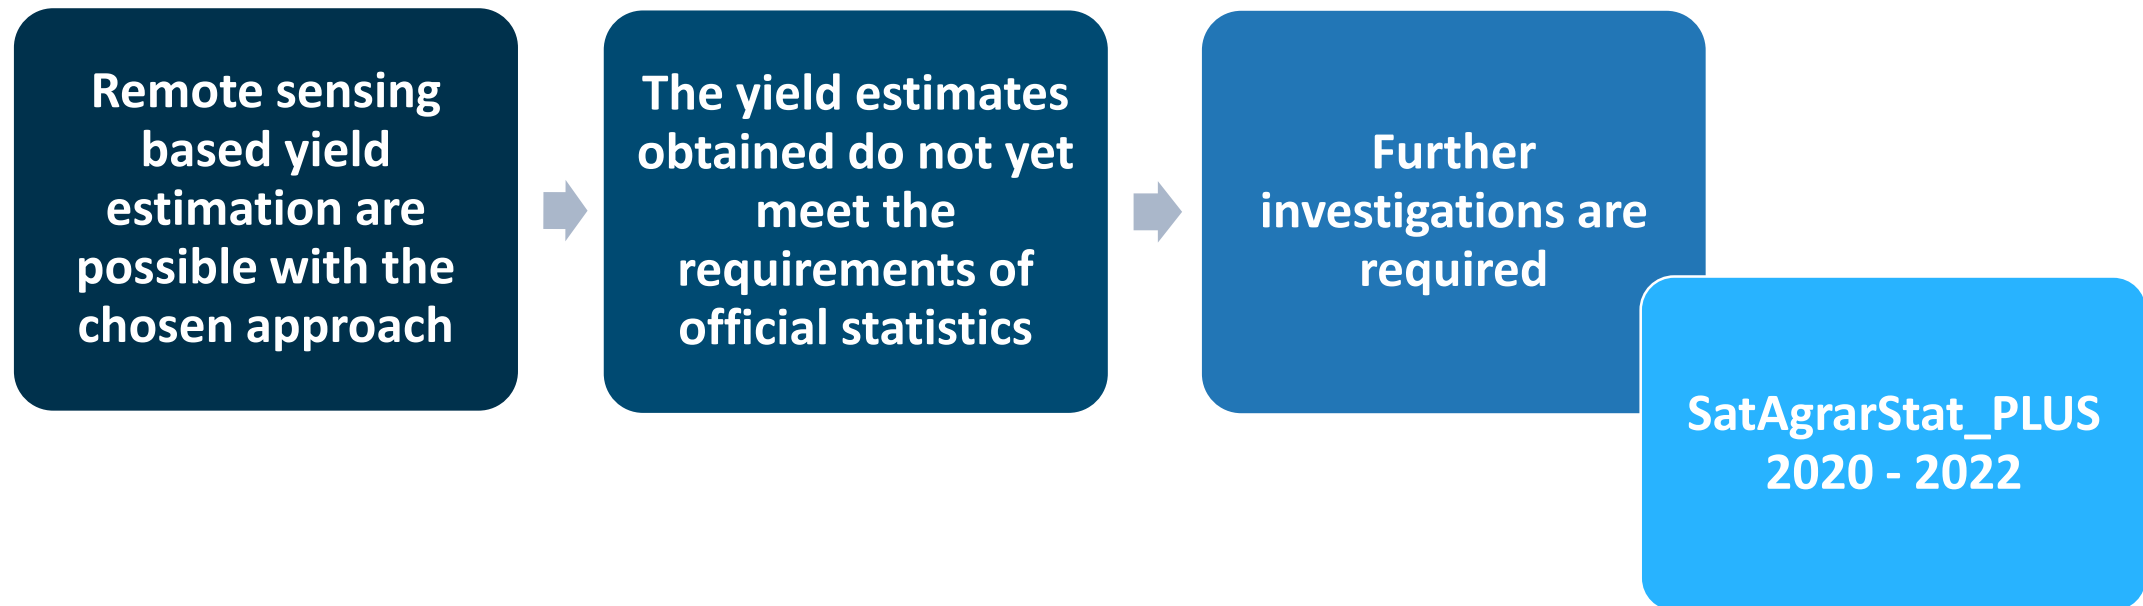 Remote sensing
based yield
estimation are
possible with the
chosen approach
The yield estimates
obtained do not yet
meet the
requirements of
official statistics
Further
investigations are
required
SatAgrarStat_PLUS
2020 - 2022